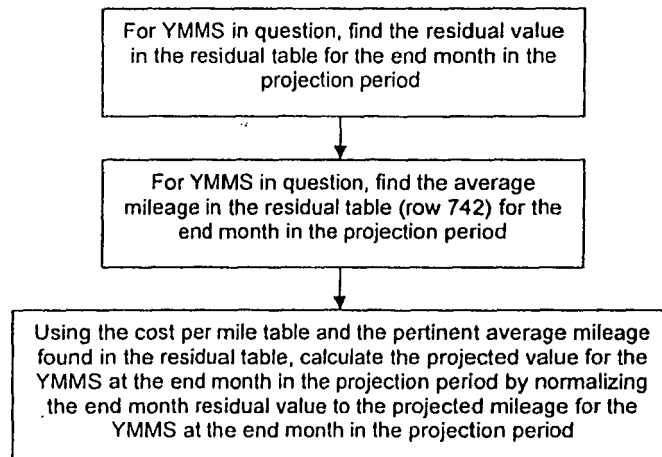 For YMMS in question, find the residual value
in the residual table for the end month in the
projection period
For YMMS in question, find the average
mileage in the residual table (row 742) for the
end month in the projection period
Using the cost per mile table and the pertinent average mileage
found in the residual table, calculate the projected value for the
YMMS at the end month in the projection period by normalizing
the end month residual value to the projected mileage for the
YMMS at the end month in the projection period